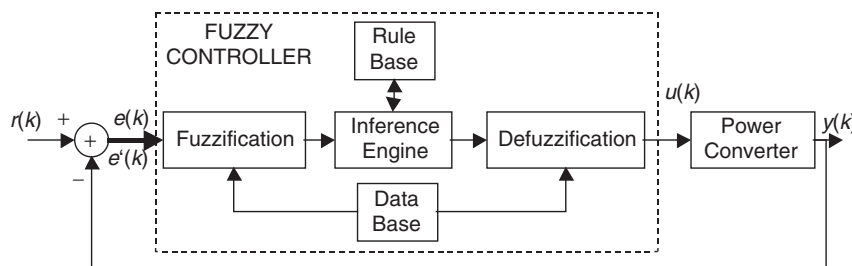 FUZZY
CONTROLLER
Rule
Base
r(k)
+
+
−
e(k)
e‘(k)
Fuzzification
Inference
Engine
Defuzzification
u(k)
Power
Converter
y(k)
Data
Base